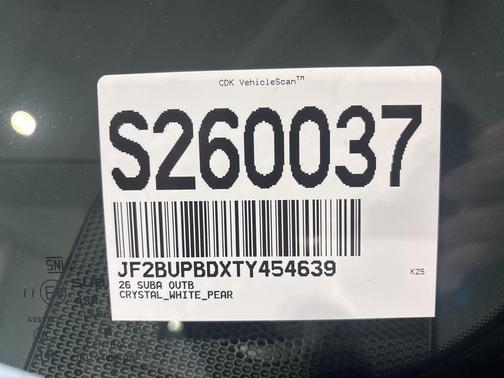 CDK VehicleScan™
S260037
JF2BUPBDXTY454639
K25
26 SUBA OUTB
CRYSTAL_WHITE_PEAR